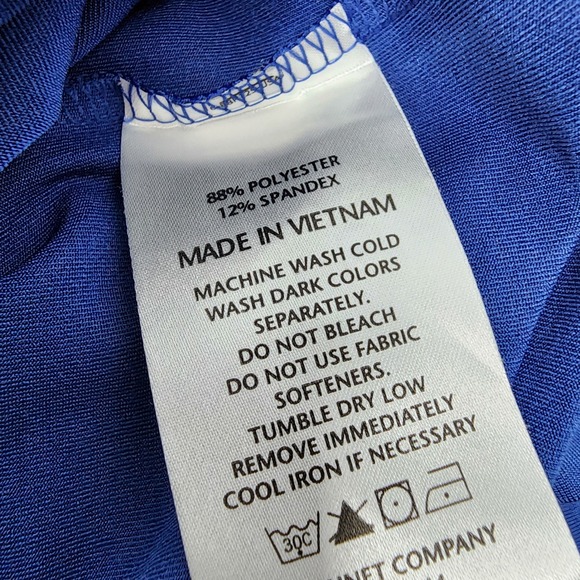 88% POLYESTER
12% SPANDEX
MADE IN VIETNAM
MACHINE WASH COLD
WASH DARK COLORS
SEPARATELY.
DO NOT BLEACH
DO NOT USE FABRIC
SOFTENERS.
TUMBLE DRY LOW
REMOVE IMMEDIATELY
COOL IRON IF NECESSARY
30C
COMPANY